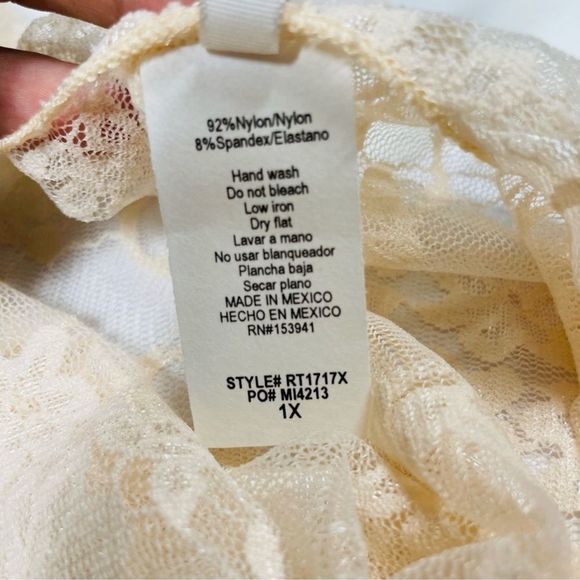 92%Nylon/Nylon
8%Spandex/Elastano
Hand wash
Do not bleach
Low iron
Dry flat
Lavar a mano
No usar blanqueador
Plancha baja
Secar plano
MADE IN MEXICO
HECHO EN MEXICO
RN#153941
STYLE# RT1717X
PO# MI4213
1X